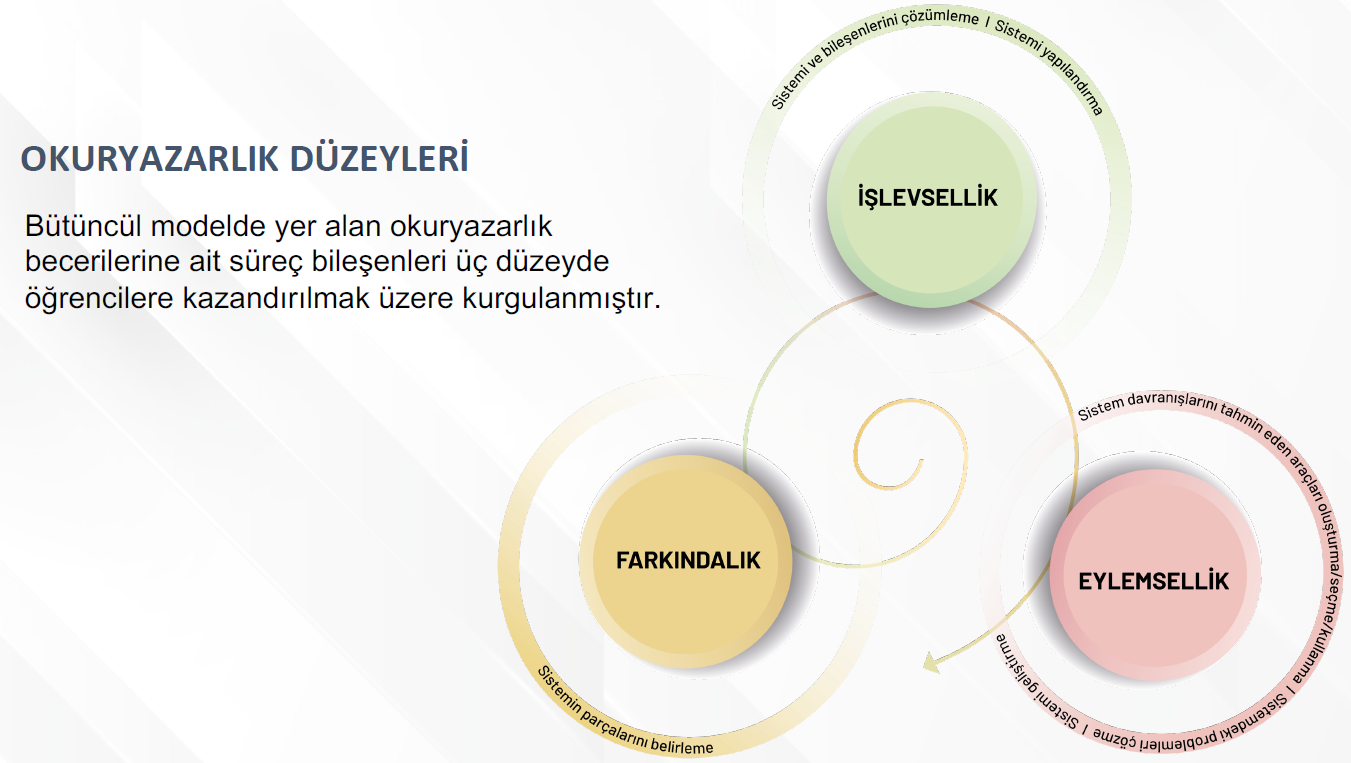 OKURYAZARLIK DÜZEYLERİ
Bütüncül modelde yer alan okuryazarlık
becerilerine ait süreç bileşenleri üç düzeyde
öğrencilere kazandırılmak üzere kurgulanmıştır.
Sistemi ve bileşenlerini çözümleme I Sistemi yapılandırma
İŞLEVSELLİK
FARKINDALIK
Sistemin parçalarını belirleme
EYLEMSELLİK
Sistem davranışlarını tahmin eden araçları oluşturma/seçme/kullanma I Sistemdeki problemleri çözme I Sistemi geliştirme